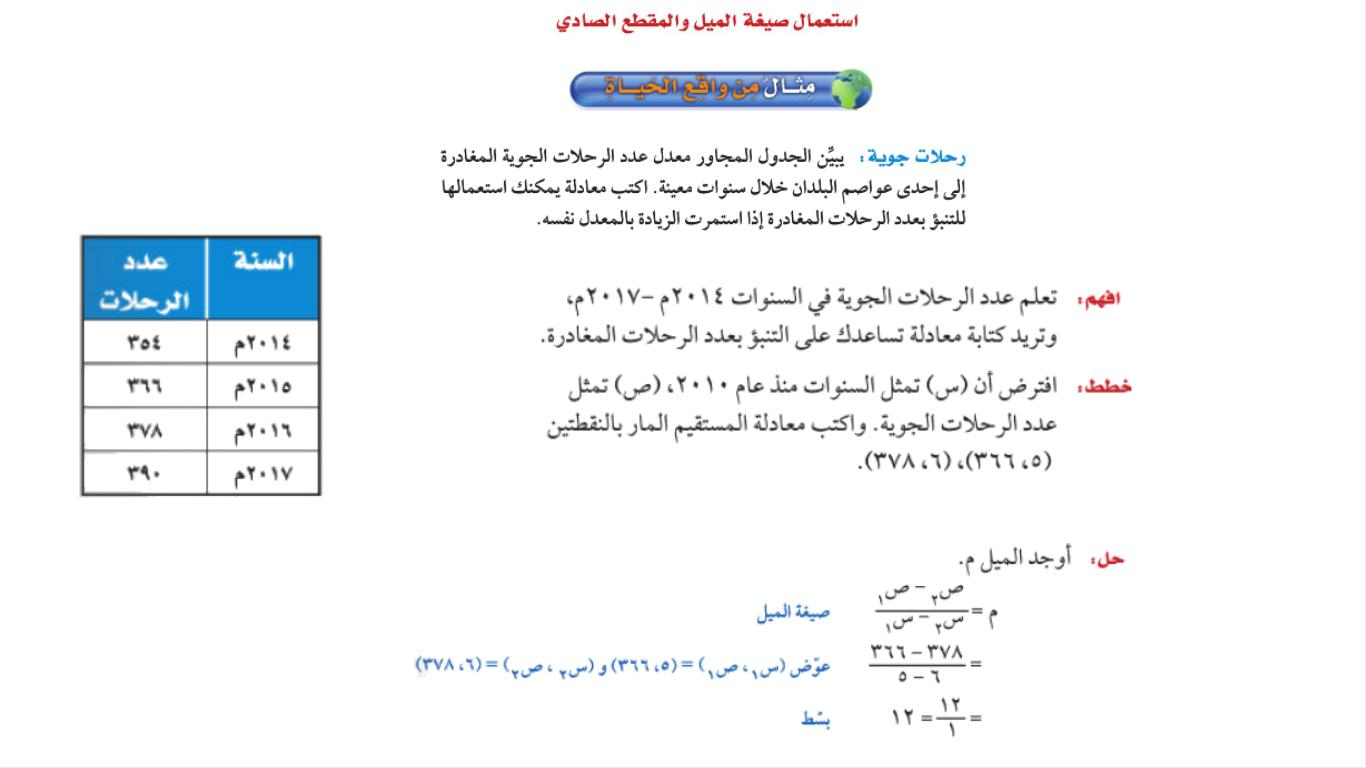 استعمال صيغة الميل والمقطع الصادي
مثال من واقع الحياة
رحلات جوية: يبيِّن الجدول المجاور معدل عدد الرحلات الجوية المغادرة
إلى إحدى عواصم البلدان خلال سنوات معينة. اكتب معادلة يمكنك استعمالها
للتنبؤ بعدد الرحلات المغادرة إذا استمرت الزيادة بالمعدل نفسه.
السنة عدد الرحلات
٢٠١٤م ٣٥٤
٢٠١٥م ٣٦٦
٢٠١٦م ٣٧٨
٢٠١٧م ٣٩٠
افهم: تعلم عدد الرحلات الجوية في السنوات ٢٠١٤م –٢٠١٧م،
وتريد كتابة معادلة تساعدك على التنبؤ بعدد الرحلات المغادرة.
خطط: افترض أن (س) تمثل السنوات منذ عام ٢٠١٠، (ص) تمثل
عدد الرحلات الجوية. واكتب معادلة المستقيم المار بالنقطتين
(٥، ٣٦٦)، (٦، ٣٧٨).
حل: أوجد الميل م.
م = (ص٢ – ص١) / (س٢ – س١) صيغة الميل
= (٣٧٨ – ٣٦٦) / (٦ – ٥) عوّض (س١، ص١) = (٥، ٣٦٦) و (س٢، ص٢) = (٦، ٣٧٨)
= ١٢/١ = ١٢ بسّط